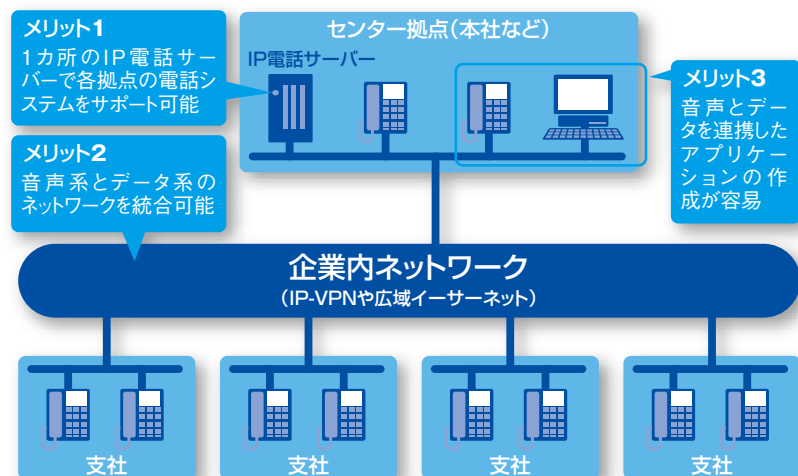 メリット1
1カ所のIP電話サー
バーで各拠点の電話シ
ステムをサポート可能
センター拠点(本社など)
IP電話サーバー
メリット3
音声とデー
タを連携した
アプリケー
ションの作
成が容易
メリット2
音声系とデータ系の
ネットワークを統合可能
企業内ネットワーク
(IP-VPNや広域イーサーネット)
支社
支社
支社
支社